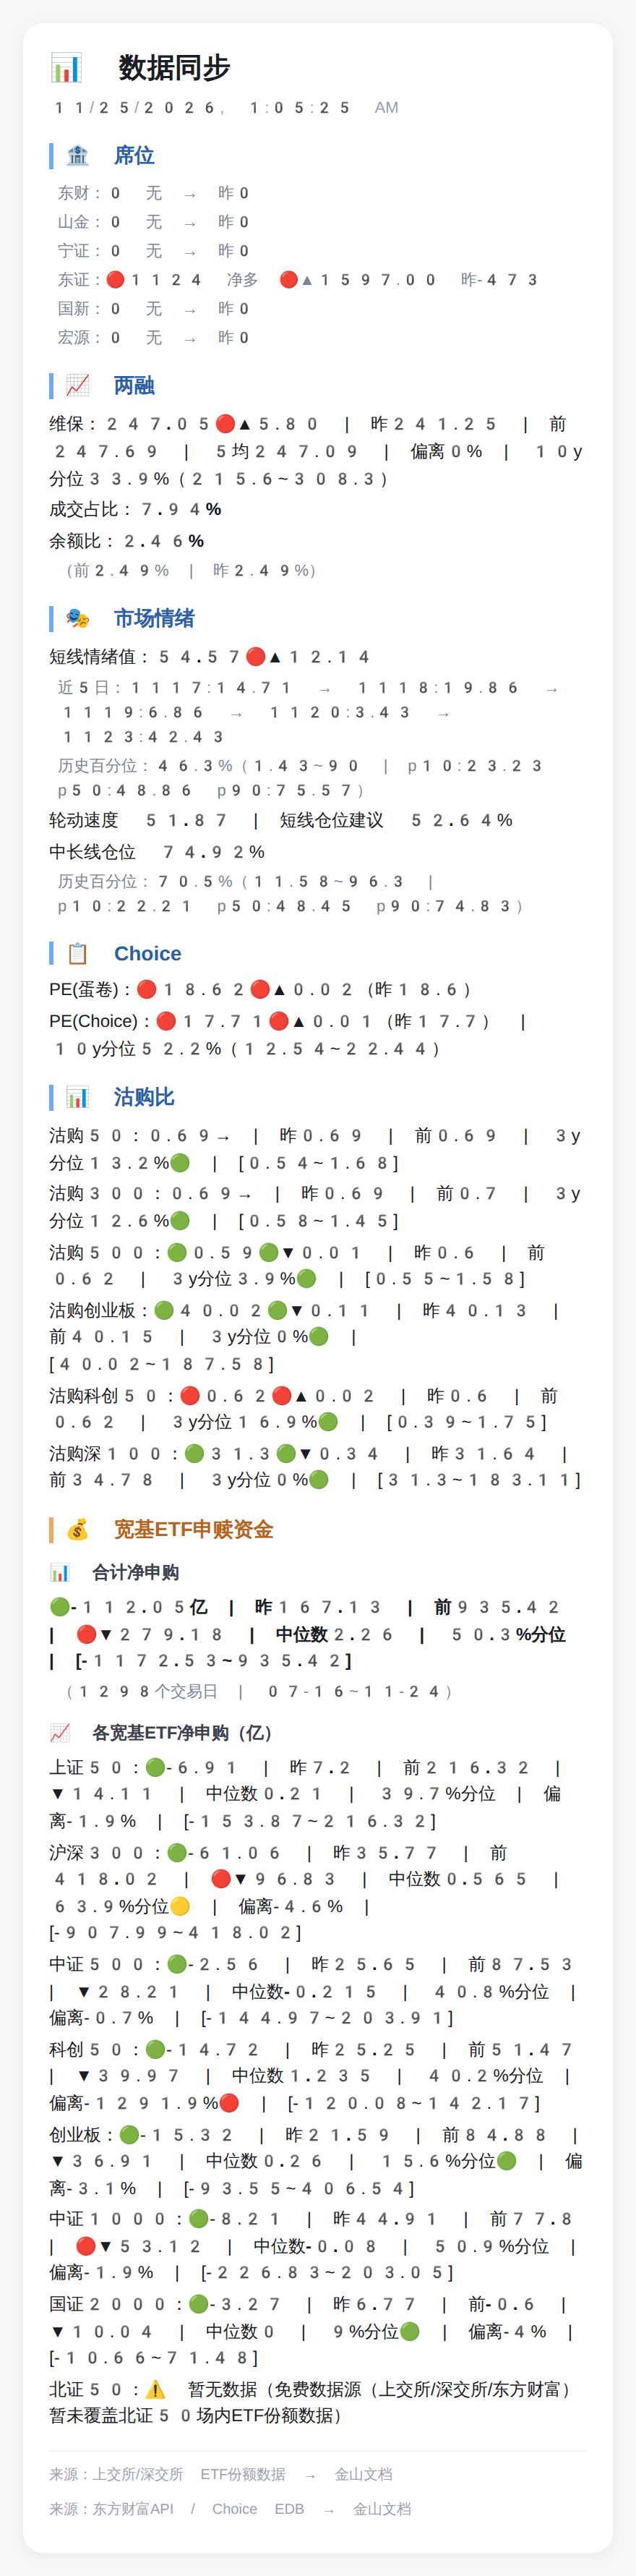 📊 数据同步
11/25/2026, 1:05:25 AM
🏦 席位
东财：0 无 → 昨0
山金：0 无 → 昨0
宁证：0 无 → 昨0
东证：🔴1124 净多 🔴▲1597.00 昨-473
国新：0 无 → 昨0
宏源：0 无 → 昨0
📈 两融
维保：247.05🔴▲5.80 | 昨241.25 | 前
247.69 | 5均247.09 | 偏离0% | 10y
分位33.9%（215.6~308.3）
成交占比：7.94%
余额比：2.46%
（前2.49% | 昨2.49%）
🎭 市场情绪
短线情绪值：54.57🔴▲12.14
近5日：1117:14.71 → 1118:19.86 →
1119:6.86 → 1120:3.43 →
1123:42.43
历史百分位：46.3%（1.43~90 | p10:23.23
p50:48.86 p90:75.57）
轮动速度 51.87 | 短线仓位建议 52.64%
中长线仓位 74.92%
历史百分位：70.5%（11.58~96.3 |
p10:22.21 p50:48.45 p90:74.83）
📋 Choice
PE(蛋卷)：🔴18.62🔴▲0.02（昨18.6）
PE(Choice)：🔴17.71🔴▲0.01（昨17.7） |
10y分位52.2%（12.54~22.44）
📊 沽购比
沽购50：0.69→ | 昨0.69 | 前0.69 | 3y
分位13.2%🟢 | [0.54~1.68]
沽购300：0.69→ | 昨0.69 | 前0.7 | 3y
分位12.6%🟢 | [0.58~1.45]
沽购500：🟢0.59🟢▼0.01 | 昨0.6 | 前
0.62 | 3y分位3.9%🟢 | [0.55~1.58]
沽购创业板：🟢40.02🟢▼0.11 | 昨40.13 |
前40.15 | 3y分位0%🟢 |
[40.02~187.58]
沽购科创50：🔴0.62🔴▲0.02 | 昨0.6 | 前
0.62 | 3y分位16.9%🟢 | [0.39~1.75]
沽购深100：🟢31.3🟢▼0.34 | 昨31.64 |
前34.78 | 3y分位0%🟢 | [31.3~183.11]
💰 宽基ETF申赎资金
📊 合计净申购
🟢-112.05亿 | 昨167.13 | 前935.42
| 🔴▼279.18 | 中位数2.26 | 50.3%分位
| [-1172.53~935.42]
（1298个交易日 | 07-16~11-24）
📈 各宽基ETF净申购（亿）
上证50：🟢-6.91 | 昨7.2 | 前216.32 |
▼14.11 | 中位数0.21 | 39.7%分位 | 偏
离-1.9% | [-153.87~216.32]
沪深300：🟢-61.06 | 昨35.77 | 前
418.02 | 🔴▼96.83 | 中位数0.565 |
63.9%分位🟡 | 偏离-4.6% |
[-907.99~418.02]
中证500：🟢-2.56 | 昨25.65 | 前87.53
| ▼28.21 | 中位数-0.215 | 40.8%分位 |
偏离-0.7% | [-144.97~203.91]
科创50：🟢-14.72 | 昨25.25 | 前51.47
| ▼39.97 | 中位数1.235 | 40.2%分位 |
偏离-1291.9%🔴 | [-120.08~142.17]
创业板：🟢-15.32 | 昨21.59 | 前84.88 |
▼36.91 | 中位数0.26 | 15.6%分位🟢 | 偏
离-3.1% | [-93.55~406.54]
中证1000：🟢-8.21 | 昨44.91 | 前77.8
| 🔴▼53.12 | 中位数-0.08 | 50.9%分位 |
偏离-1.9% | [-226.83~203.05]
国证2000：🟢-3.27 | 昨6.77 | 前-0.6 |
▼10.04 | 中位数0 | 9%分位🟢 | 偏离-4% |
[-10.66~71.48]
北证50：⚠️ 暂无数据（免费数据源（上交所/深交所/东方财富）
暂未覆盖北证50场内ETF份额数据）
来源：上交所/深交所 ETF份额数据 → 金山文档
来源：东方财富API / Choice EDB → 金山文档